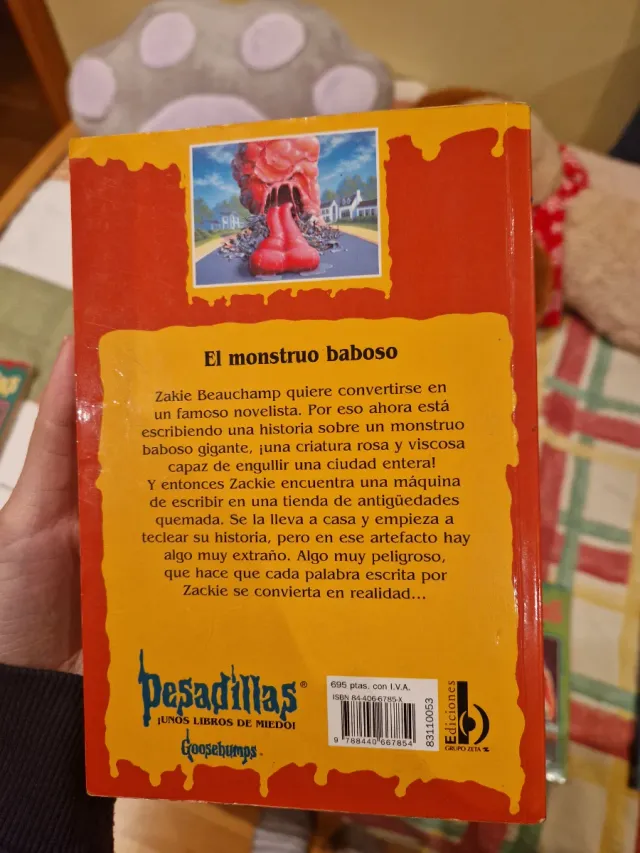 El monstruo baboso
Zakie Beauchamp quiere convertirse en
un famoso novelista. Por eso ahora está
escribiendo una historia sobre un monstruo
baboso gigante, ¡una criatura rosa y viscosa
capaz de engullir una ciudad entera!
Y entonces Zackie encuentra una máquina
de escribir en una tienda de antigüedades
quemada. Se la lleva a casa y empieza a
teclear su historia, pero en ese artefacto hay
algo muy extraño. Algo muy peligroso,
que hace que cada palabra escrita por
Zackie se convierta en realidad...
Pesadillas®
¡UNOS LIBROS DE MIEDO!
Goosebumps
695 ptas. con I.V.A.
ISBN 84-406-6785-X
9 788440 667854
83110053
Ediciones
b
GRUPO ZETA